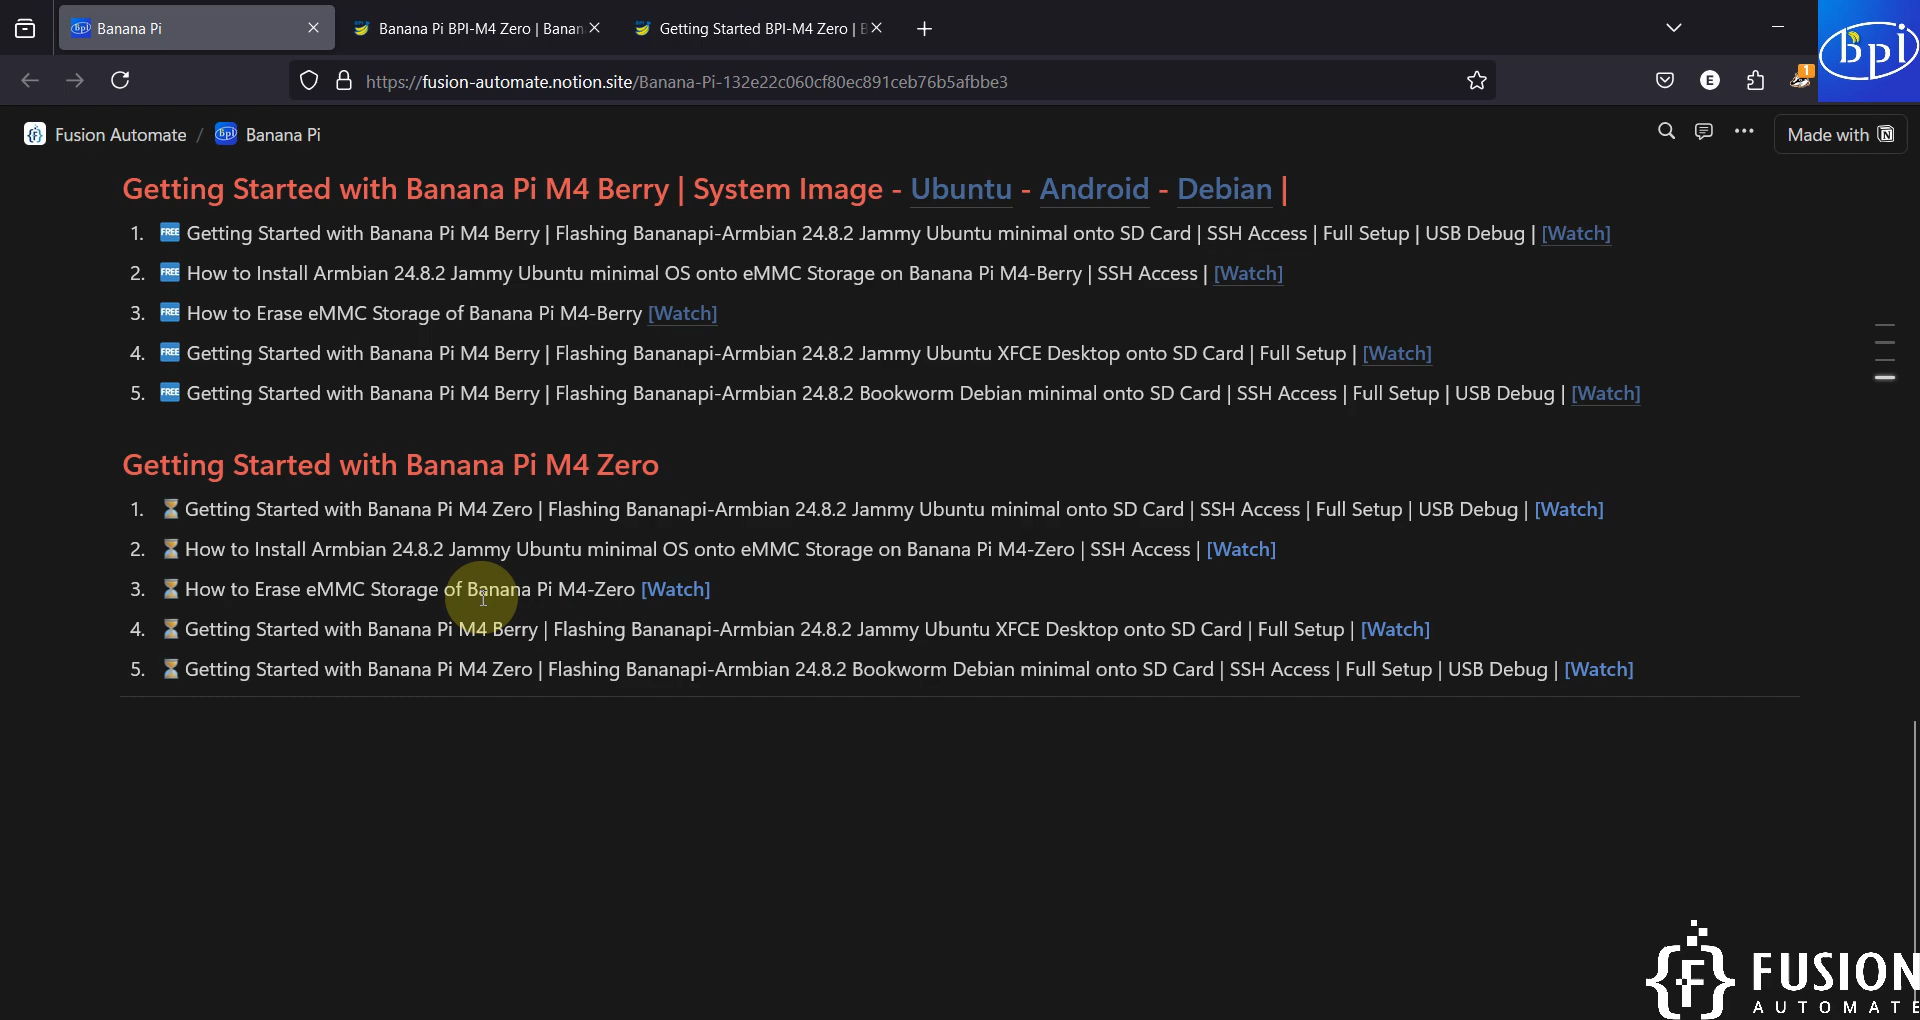 Banana Pi
Banana Pi BPI-M4 Zero | Banan
Getting Started BPI-M4 Zero | B
bpi
https://fusion-automate.notion.site/Banana-Pi-132e22c060cf80ec891ceb76b5afbbe3
E
1
Fusion Automate / Banana Pi
Made with
Getting Started with Banana Pi M4 Berry | System Image - Ubuntu - Android - Debian |
1. FREE Getting Started with Banana Pi M4 Berry | Flashing Bananapi-Armbian 24.8.2 Jammy Ubuntu minimal onto SD Card | SSH Access | Full Setup | USB Debug | [Watch]
2. FREE How to Install Armbian 24.8.2 Jammy Ubuntu minimal OS onto eMMC Storage on Banana Pi M4-Berry | SSH Access | [Watch]
3. FREE How to Erase eMMC Storage of Banana Pi M4-Berry [Watch]
4. FREE Getting Started with Banana Pi M4 Berry | Flashing Bananapi-Armbian 24.8.2 Jammy Ubuntu XFCE Desktop onto SD Card | Full Setup | [Watch]
5. FREE Getting Started with Banana Pi M4 Berry | Flashing Bananapi-Armbian 24.8.2 Bookworm Debian minimal onto SD Card | SSH Access | Full Setup | USB Debug | [Watch]
Getting Started with Banana Pi M4 Zero
1. ⏳Getting Started with Banana Pi M4 Zero | Flashing Bananapi-Armbian 24.8.2 Jammy Ubuntu minimal onto SD Card | SSH Access | Full Setup | USB Debug | [Watch]
2. ⏳How to Install Armbian 24.8.2 Jammy Ubuntu minimal OS onto eMMC Storage on Banana Pi M4-Zero | SSH Access | [Watch]
3. ⏳How to Erase eMMC Storage of Banana Pi M4-Zero [Watch]
4. ⏳Getting Started with Banana Pi M4 Berry | Flashing Bananapi-Armbian 24.8.2 Jammy Ubuntu XFCE Desktop onto SD Card | Full Setup | [Watch]
5. ⏳Getting Started with Banana Pi M4 Zero | Flashing Bananapi-Armbian 24.8.2 Bookworm Debian minimal onto SD Card | SSH Access | Full Setup | USB Debug | [Watch]
{F} FUSION
AUTOMATE